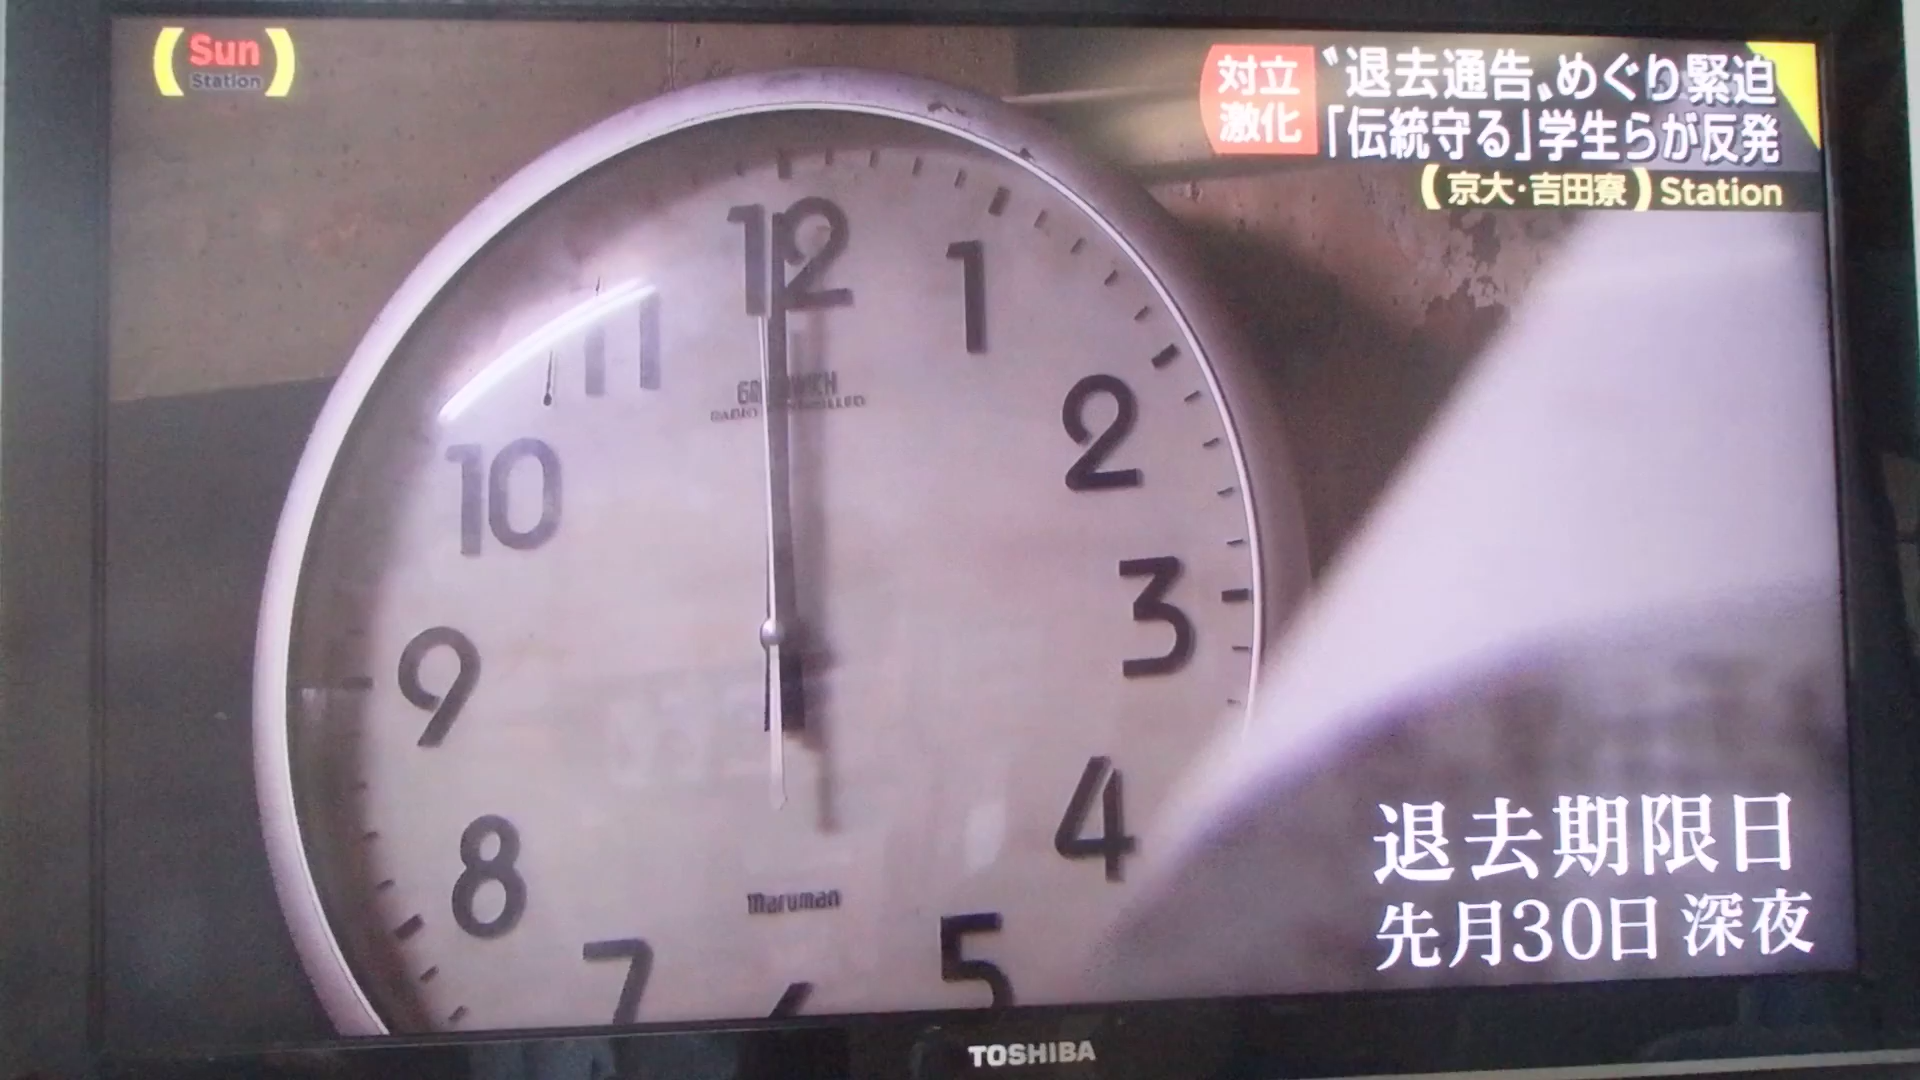 Sun
Station
対立
激化
〝退去通告〟めぐり緊迫
「伝統守る」学生らが反発
(京大・吉田寮) Station
12
1
11
2
10
3
9
4
8
Maruman
5
7
退去期限日
先月30日 深夜
TOSHIBA